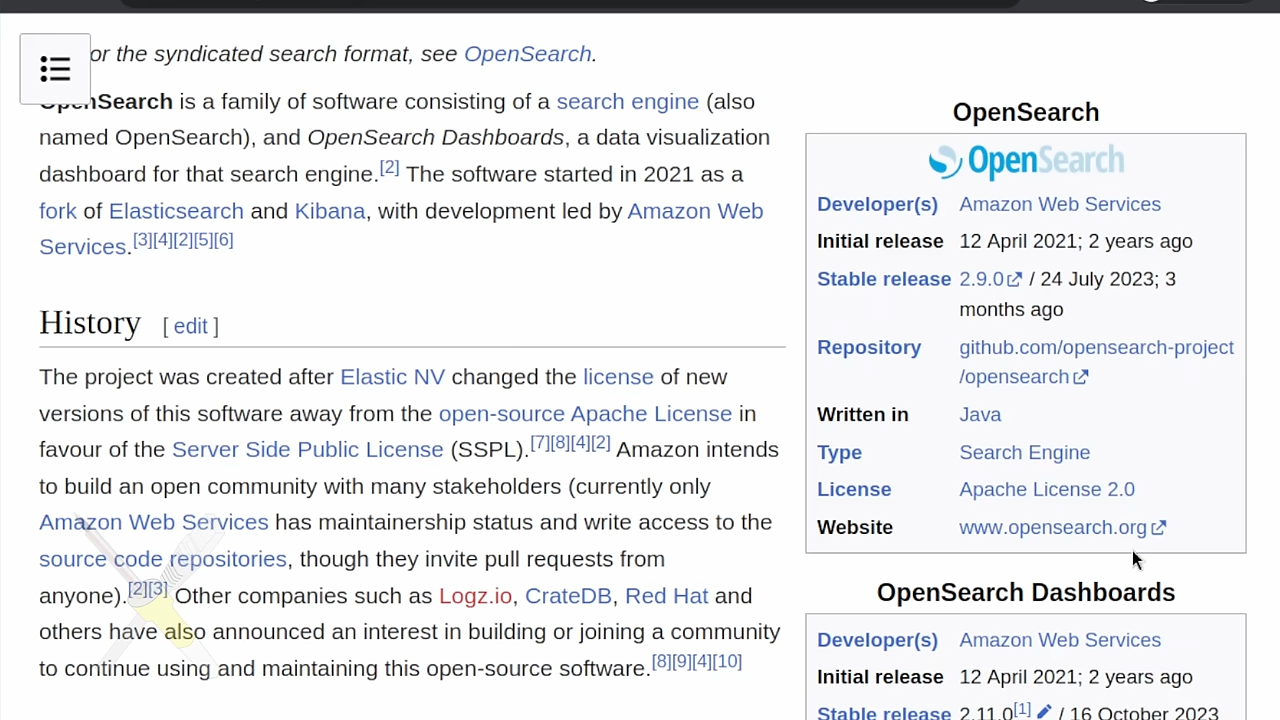 or the syndicated search format, see OpenSearch.
OpenSearch is a family of software consisting of a search engine (also
named OpenSearch), and OpenSearch Dashboards, a data visualization
dashboard for that search engine.[2] The software started in 2021 as a
fork of Elasticsearch and Kibana, with development led by Amazon Web
Services.[3][4][2][5][6]
History [ edit ]
The project was created after Elastic NV changed the license of new
versions of this software away from the open-source Apache License in
favour of the Server Side Public License (SSPL).[7][8][4][2] Amazon intends
to build an open community with many stakeholders (currently only
Amazon Web Services has maintainership status and write access to the
source code repositories, though they invite pull requests from
anyone).[2][3] Other companies such as Logz.io, CrateDB, Red Hat and
others have also announced an interest in building or joining a community
to continue using and maintaining this open-source software.[8][9][4][10]
OpenSearch
OpenSearch
Developer(s) Amazon Web Services
Initial release 12 April 2021; 2 years ago
Stable release 2.9.0 / 24 July 2023; 3
months ago
Repository github.com/opensearch-project
/opensearch
Written in Java
Type Search Engine
License Apache License 2.0
Website www.opensearch.org
OpenSearch Dashboards
Developer(s) Amazon Web Services
Initial release 12 April 2021; 2 years ago
Stable release 2.11.0[1] / 16 October 2023